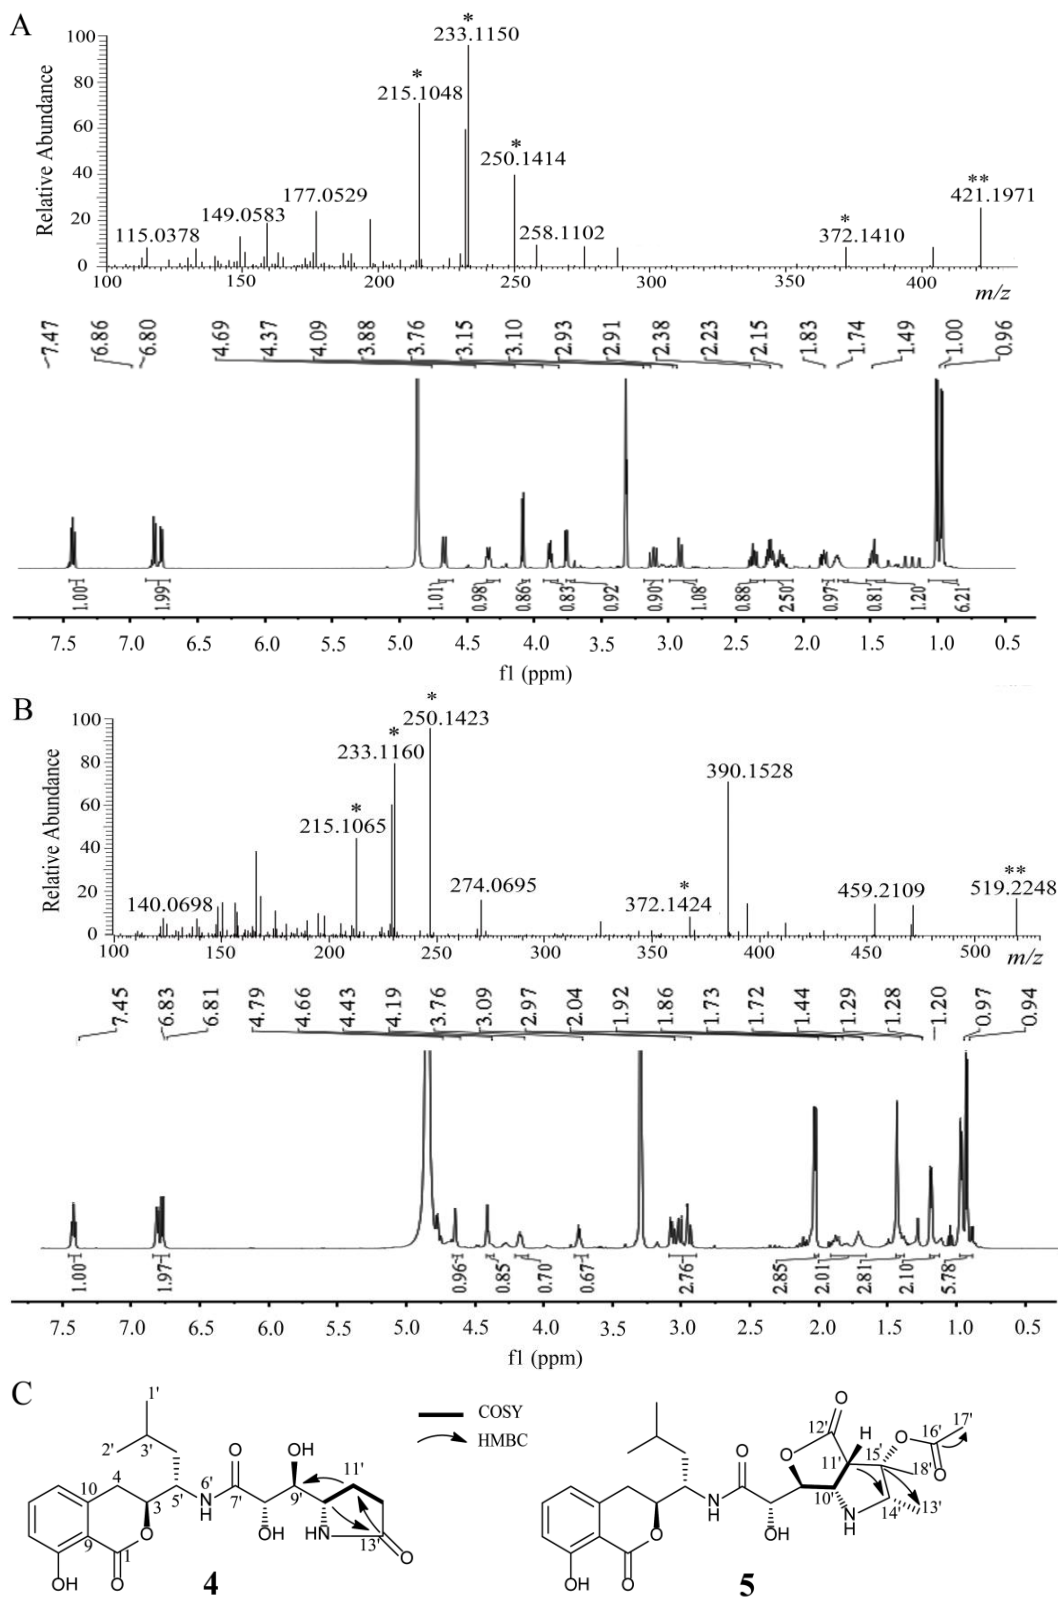 A
Relative Abundance
100
80
60
40
20
0
*
233.1150
*
215.1048
*
250.1414
**
421.1971
177.0529
149.0583
115.0378
258.1102
*
372.1410
100 150 200 250 300 350 400
m/z
7.47 6.86 6.80 4.69 4.37 4.09 3.88 3.76 3.15 3.10 2.93 2.91 2.38 2.23 2.15 1.83 1.74 1.49 1.00 0.96
1.00 1.99 1.01 0.98 0.86 0.83 0.92 0.90 1.08 0.88 2.50 0.97 0.81 1.20 6.21
7.5 7.0 6.5 6.0 5.5 5.0 4.5 4.0 3.5 3.0 2.5 2.0 1.5 1.0 0.5
f1 (ppm)
B
Relative Abundance
100
80
60
40
20
0
*
250.1423
*
233.1160
*
215.1065
390.1528
274.0695
*
372.1424
**
519.2248
459.2109
140.0698
100 150 200 250 300 350 400 450 500
m/z
7.45 6.83 6.81 4.79 4.66 4.43 4.19 3.76 3.09 2.97 2.04 1.92 1.86 1.73 1.72 1.44 1.29 1.28 1.20 0.97 0.94
1.00 1.97 0.96 0.85 0.70 0.67 2.76 2.85 2.01 2.81 2.10 5.78
7.5 7.0 6.5 6.0 5.5 5.0 4.5 4.0 3.5 3.0 2.5 2.0 1.5 1.0 0.5
f1 (ppm)
C
COSY
HMBC
1'
2'
3'
4
10
5'
3
6'
HN
O
7'
OH
9'
11'
OH
HN
13'
O
9
1
O
OH
O
4
O
12'
H
O
16'
17'
O
11'
15'
O
18'
10'
O
N
H
14'
13'
HN
OH
O
OH
O
5